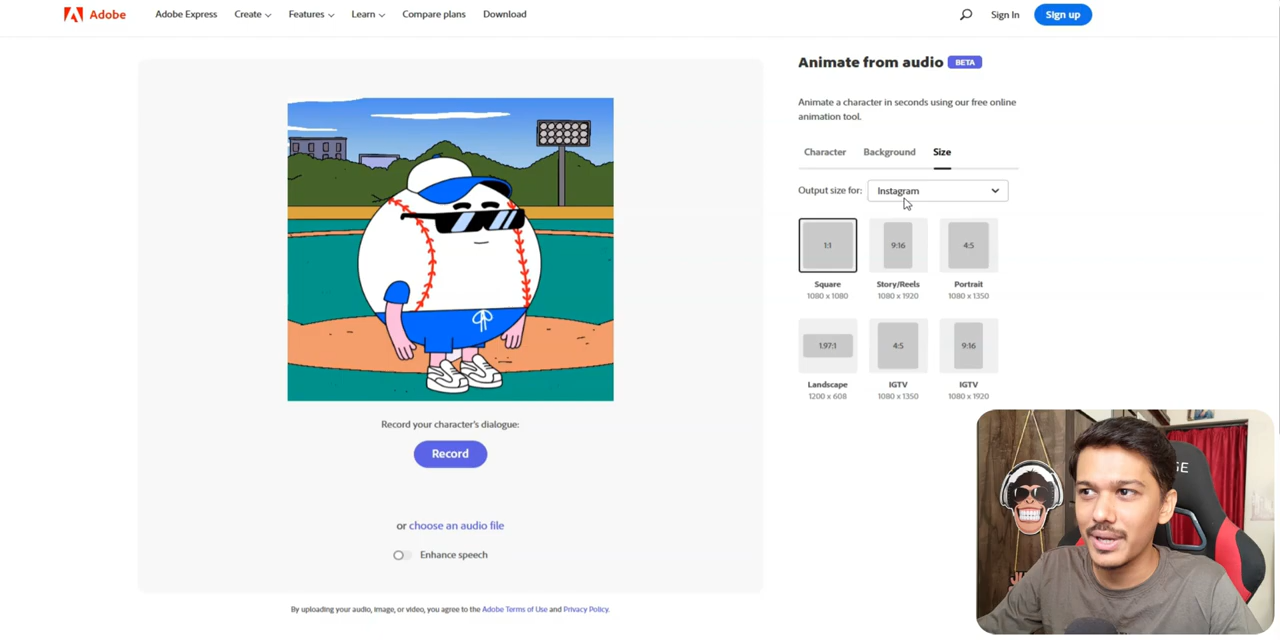 Adobe
Adobe Express
Create
Features
Learn
Compare plans
Download
Sign In
Sign up
Animate from audio BETA
Animate a character in seconds using our free online
animation tool.
Character
Background
Size
Output size for:
Instagram
1:1
9:16
4:5
Square
Story/Reels
Portrait
1080 x 1080
1080 x 1920
1080 x 1350
1.97:1
4:5
9:16
Landscape
IGTV
IGTV
1200 x 608
1080 x 1350
1080 x 1920
Record your character's dialogue:
Record
or choose an audio file
Enhance speech
By uploading your audio, image, or video, you agree to the Adobe Terms of Use and Privacy Policy.